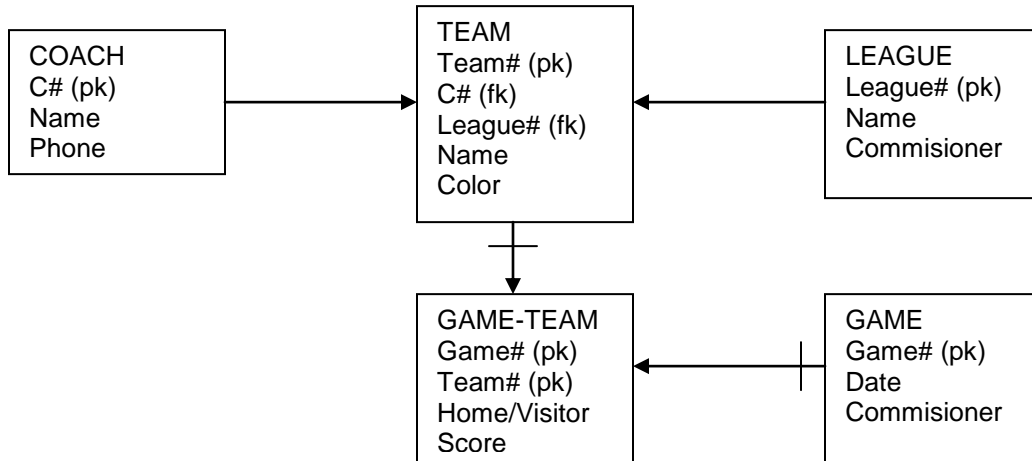 COACH
C# (pk)
Name
Phone
TEAM
Team# (pk)
C# (fk)
League# (fk)
Name
Color
LEAGUE
League# (pk)
Name
Commisioner
GAME-TEAM
Game# (pk)
Team# (pk)
Home/Visitor
Score
GAME
Game# (pk)
Date
Commisioner